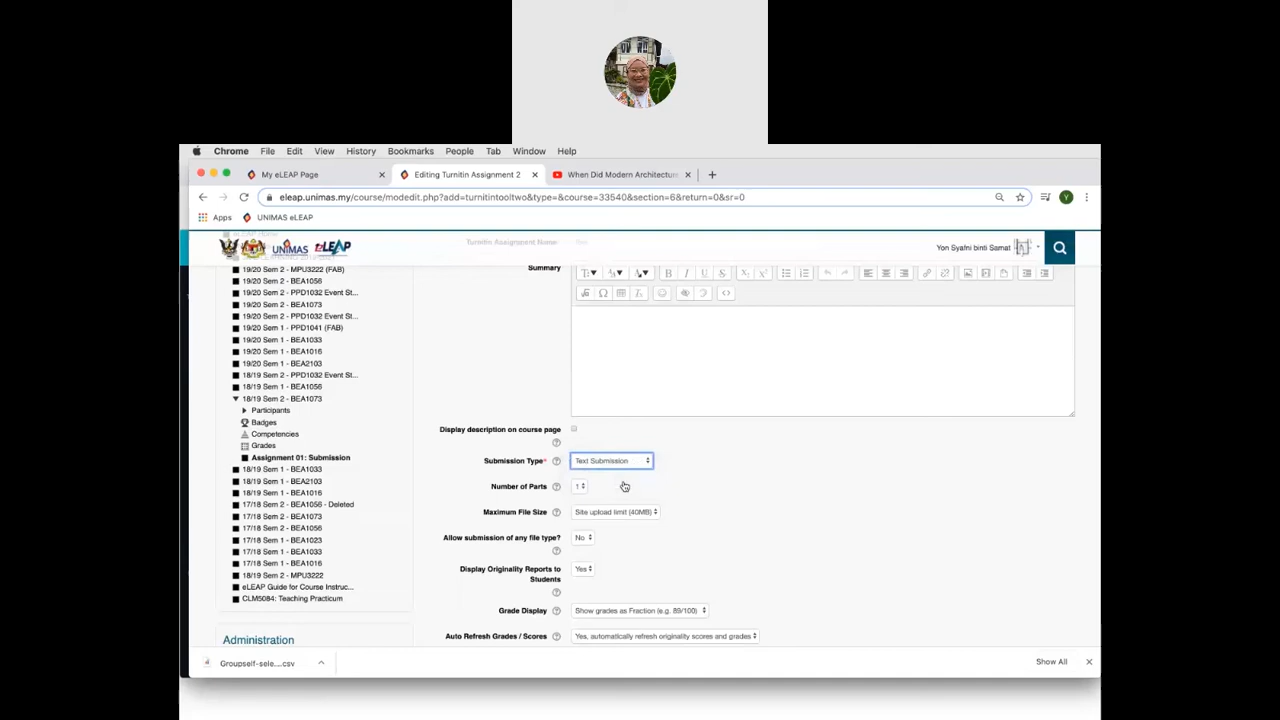 Chrome File Edit View History Bookmarks People Tab Window Help
My eLEAP Page
Editing Turnitin Assignment 2
When Did Modern Architecture
eleap.unimas.my/course/modedit.php?add=turnitintooltwo&type=&course=33540&section=6&return=0&sr=0
Y
Apps UNIMAS eLEAP
UNIMAS eLEAP
Turnitin Assignment Name
Yon Syafni binti Samat
19/20 Sem 2 - MPU3222 (FAB)
19/20 Sem 2 - BEA1056
19/20 Sem 2 - PPD1032 Event St...
19/20 Sem 2 - BEA1073
19/20 Sem 2 - PPD1032 Event St...
19/20 Sem 1 - PPD1041 (FAB)
19/20 Sem 1 - BEA1033
19/20 Sem 1 - BEA1016
19/20 Sem 1 - BEA2103
18/19 Sem 2 - PPD1032 Event St...
18/19 Sem 1 - BEA1056
18/19 Sem 2 - BEA1073
Participants
Badges
Competencies
Grades
Assignment 01: Submission
18/19 Sem 1 - BEA1033
18/19 Sem 1 - BEA2103
18/19 Sem 1 - BEA1016
17/18 Sem 2 - BEA1056 - Deleted
17/18 Sem 2 - BEA1073
17/18 Sem 2 - BEA1056
17/18 Sem 1 - BEA1023
17/18 Sem 1 - BEA1033
17/18 Sem 1 - BEA1016
18/19 Sem 2 - MPU3222
eLEAP Guide for Course Instruc...
CLM5084: Teaching Practicum
Administration
Summary
Display description on course page
Submission Type* Text Submission
Number of Parts 1
Maximum File Size Site upload limit (40MB)
Allow submission of any file type? No
Display Originality Reports to
Students
Yes
Grade Display Show grades as Fraction (e.g. 89/100)
Auto Refresh Grades / Scores Yes, automatically refresh originality scores and grades
Groupself-sele....csv
Show All